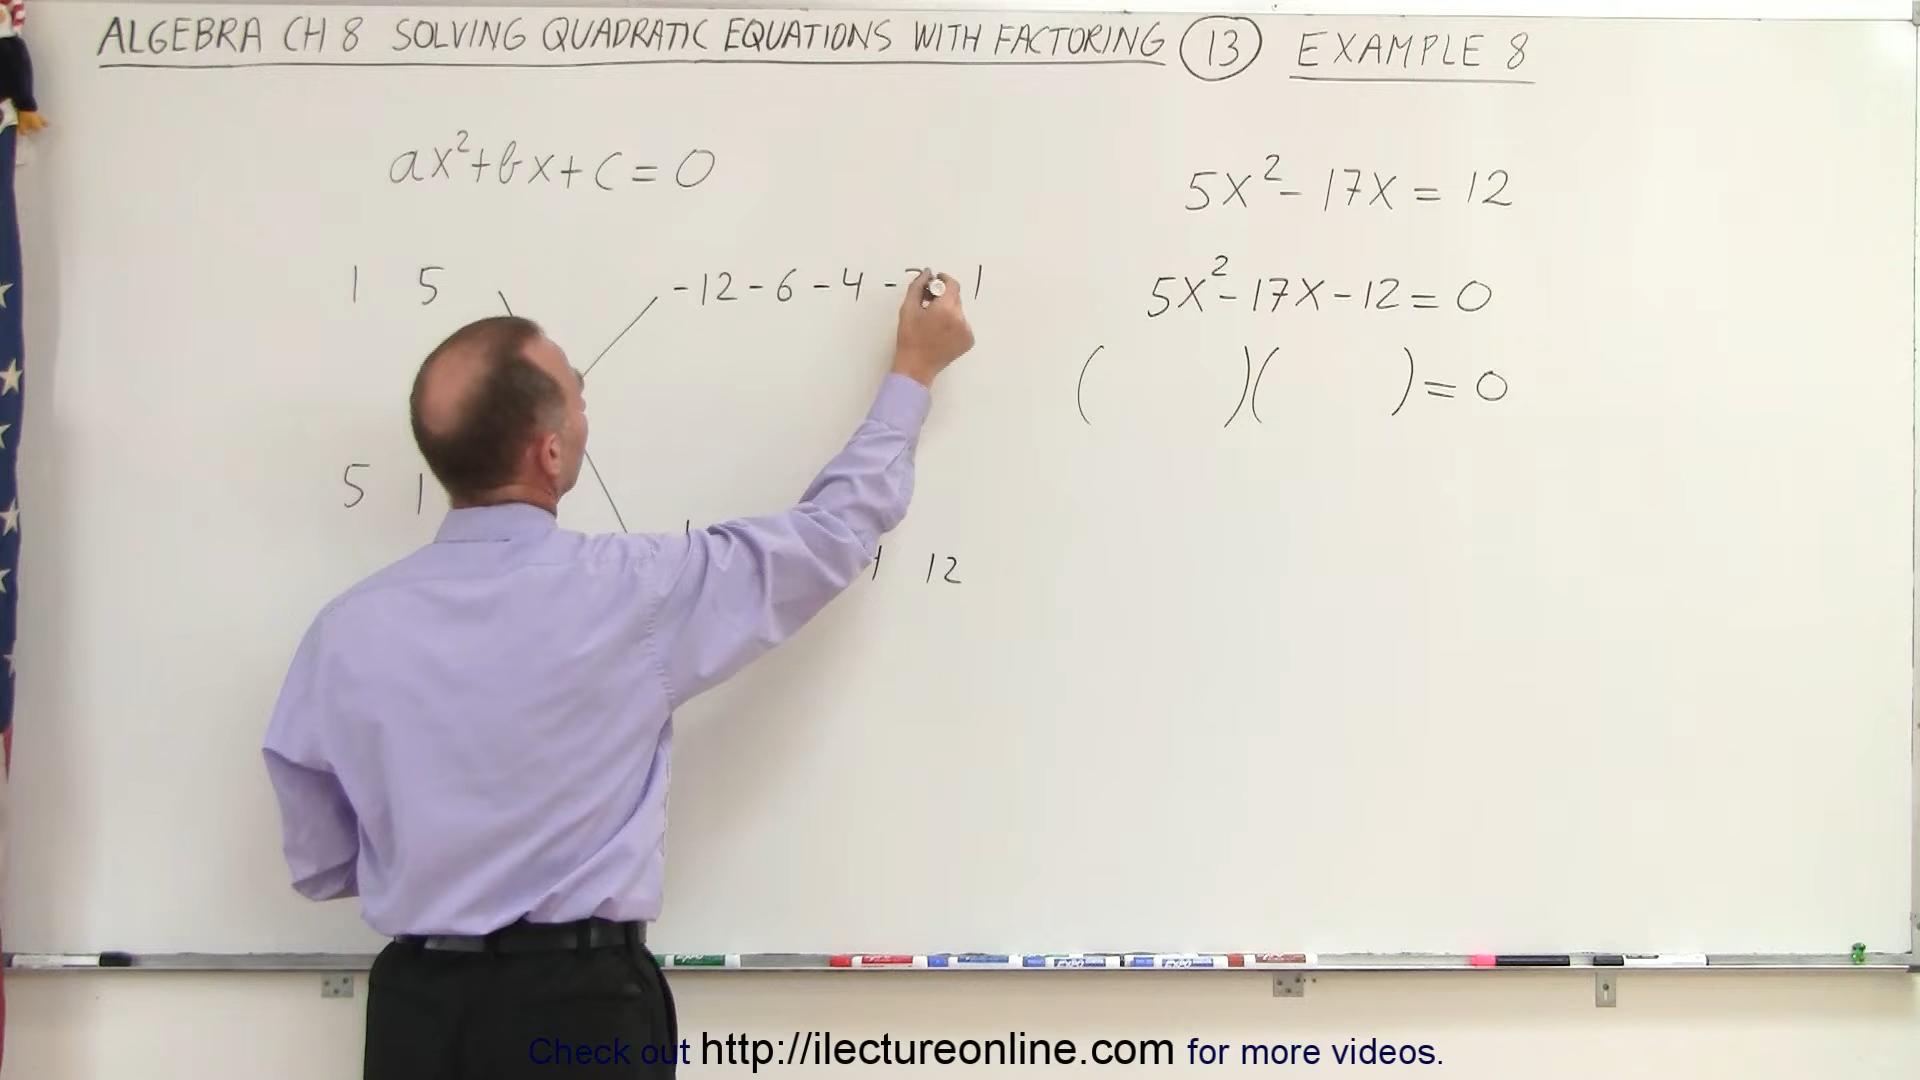 ALGEBRA CH 8 SOLVING QUADRATIC EQUATIONS WITH FACTORING 13 EXAMPLE 8
ax²+bx+c=0
5X²-17X=12
1 5
-12 -6 -4 1
5X²-17X-12=0
( )( )=0
5 1
12
Check out http://ilectureonline.com for more videos.